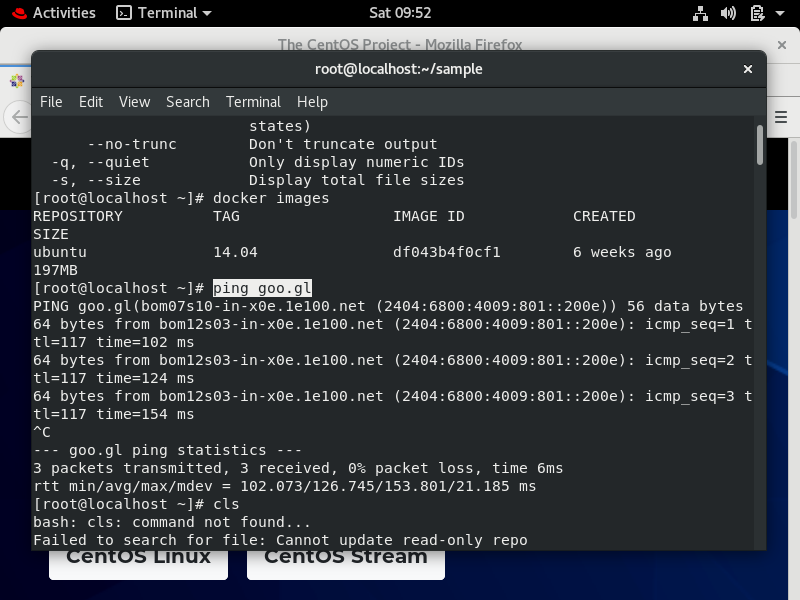 Activities Terminal Sat 09:52
The CentOS Project - Mozilla Firefox
root@localhost:~/sample
File Edit View Search Terminal Help
states)
--no-trunc Don't truncate output
-q, --quiet Only display numeric IDs
-s, --size Display total file sizes
[root@localhost ~]# docker images
REPOSITORY TAG IMAGE ID CREATED
SIZE
ubuntu 14.04 df043b4f0cf1 6 weeks ago
197MB
[root@localhost ~]# ping goo.gl
PING goo.gl(bom07s10-in-x0e.1e100.net (2404:6800:4009:801::200e)) 56 data bytes
64 bytes from bom12s03-in-x0e.1e100.net (2404:6800:4009:801::200e): icmp_seq=1 t
tl=117 time=102 ms
64 bytes from bom12s03-in-x0e.1e100.net (2404:6800:4009:801::200e): icmp_seq=2 t
tl=117 time=124 ms
64 bytes from bom12s03-in-x0e.1e100.net (2404:6800:4009:801::200e): icmp_seq=3 t
tl=117 time=154 ms
^C
--- goo.gl ping statistics ---
3 packets transmitted, 3 received, 0% packet loss, time 6ms
rtt min/avg/max/mdev = 102.073/126.745/153.801/21.185 ms
[root@localhost ~]# cls
bash: cls: command not found...
Failed to search for file: Cannot update read-only repo
CentOS Linux CentOS Stream